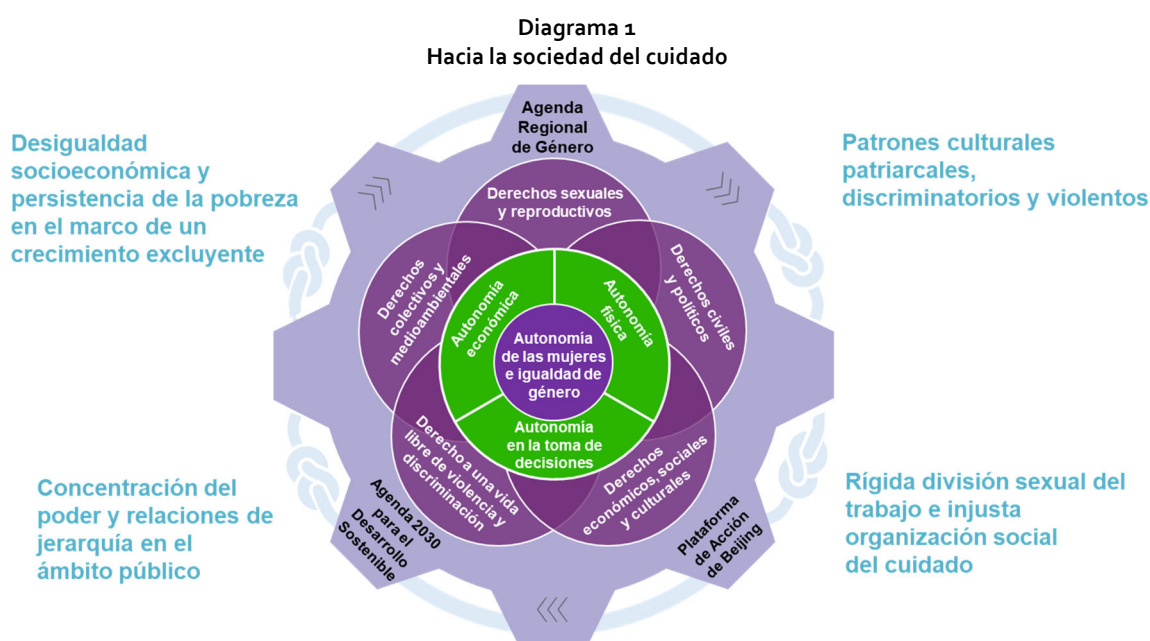 Diagrama 1
Hacia la sociedad del cuidado
Desigualdad
socioeconómica y
persistencia de la pobreza
en el marco de un
crecimiento excluyente
Agenda
Regional
de Género
Patrones culturales
patriarcales,
discriminatorios y violentos
Derechos sexuales
y reproductivos
Derechos
colectivos y
medioambientales
Derechos civiles
y políticos
Autonomía
económica
Autonomía
física
Autonomía
de las mujeres
e igualdad de
género
Autonomía
en la toma de
decisiones
Derecho a una vida
libre de violencia y
discriminación
Derechos
económicos, sociales
y culturales
Concentración del
poder y relaciones de
jerarquía en el
ámbito público
Agenda 2030
para el
Desarrollo
Sostenible
Plataforma
de Acción
de Beijing
Rígida división sexual del
trabajo e injusta
organización social
del cuidado